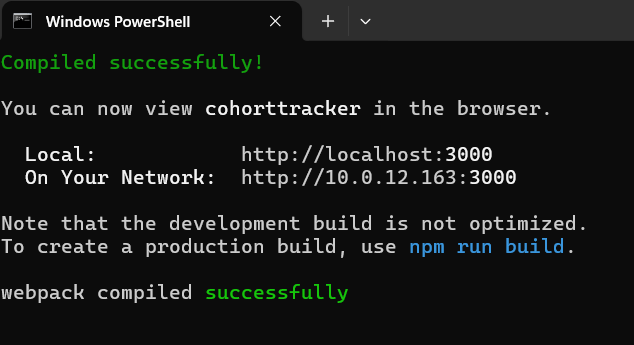 Windows PowerShell
Compiled successfully!
You can now view cohorttracker in the browser.
Local: http://localhost:3000
On Your Network: http://10.0.12.163:3000
Note that the development build is not optimized.
To create a production build, use npm run build.
webpack compiled successfully